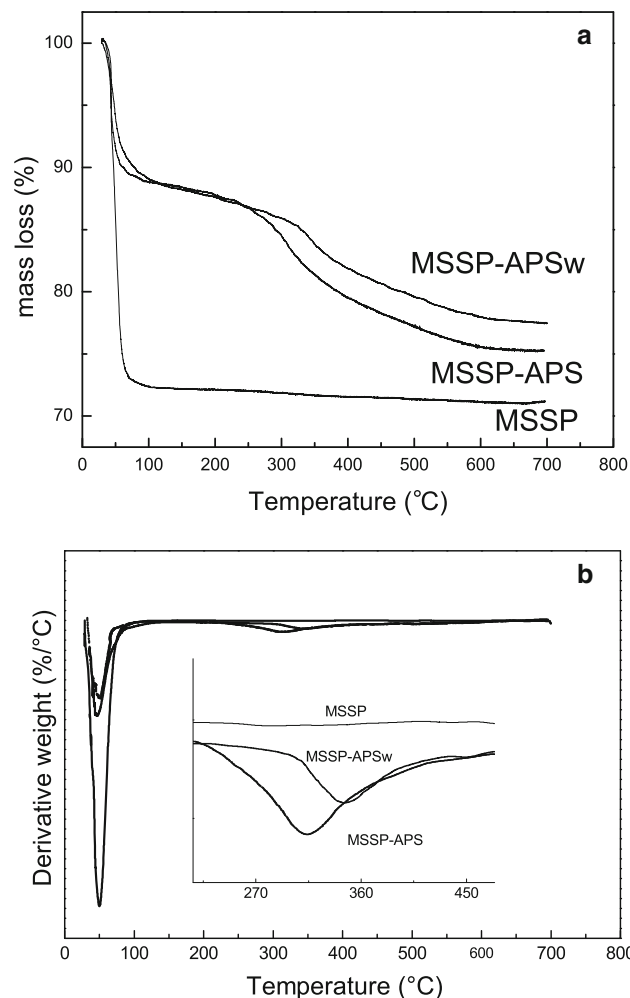 a
100
90
80
70
mass loss (%)
MSSP-APSw
MSSP-APS
MSSP
0 100 200 300 400 500 600 700 800
Temperature (°C)
b
Derivative weight (%/°C)
MSSP
MSSP-APSw
MSSP-APS
270 360 450
0 100 200 300 400 500 600 700 800
Temperature (°C)